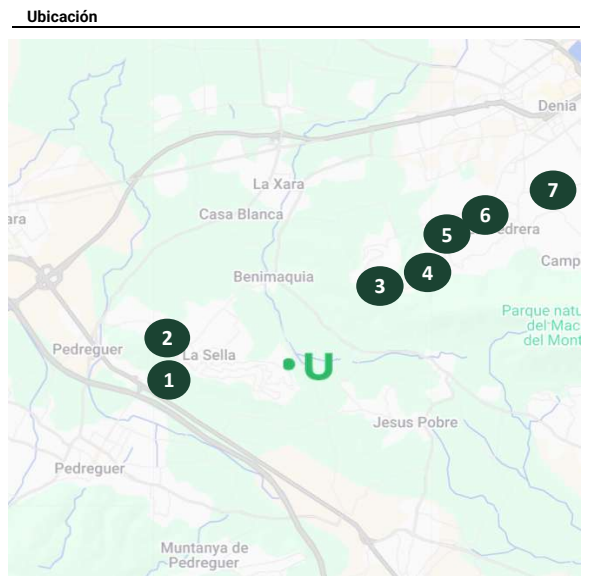 Ubicación
Denia
La Xara
7
Casa Blanca
6
ara
5
edrera
Benimaquia
4
Camp
3
Parque natu
del Mac
del Mont
2
Pedreguer
La Sella
U
1
Jesus Pobre
Pedreguer
Muntanya de
Pedreguer